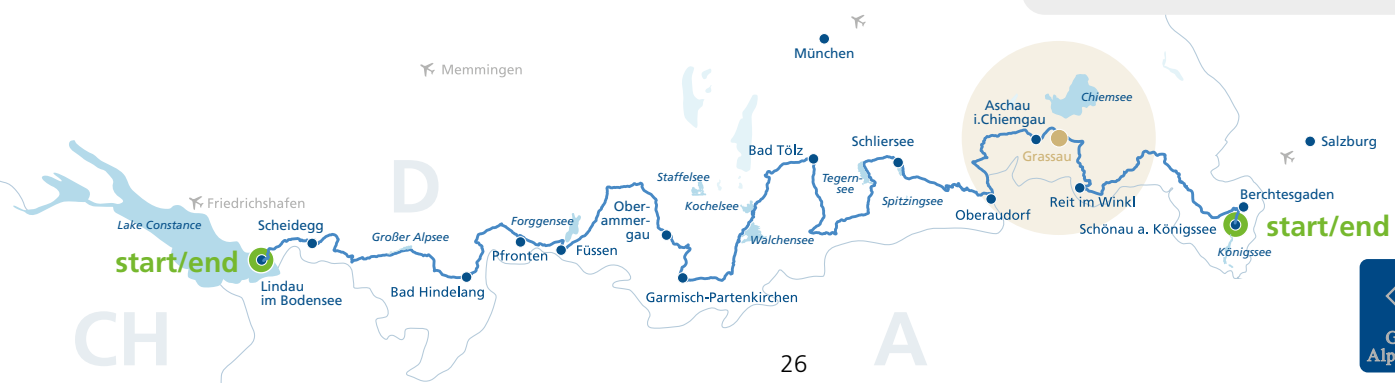 München
Memmingen
Chiemsee
Aschau
i.Chiemgau
Grassau
Salzburg
Schliersee
Bad Tölz
Tegern-
see
Spitzingsee
Staffelsee
Kochelsee
Walchensee
D
Friedrichshafen
Lake Constance
Scheidegg
Großer Alpsee
Forggensee
Ober-
ammer-
gau
Oberaudorf
Reit im Winkl
Berchtesgaden
Schönau a. Königssee
start/end
Königssee
start/end
Lindau
im Bodensee
Bad Hindelang
Pfronten
Füssen
Garmisch-Partenkirchen
CH
A
26